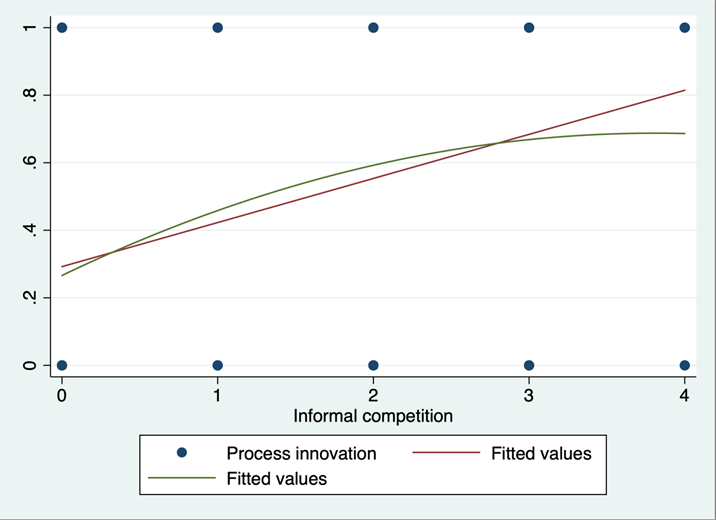 1
.8
.6
.4
.2
0
0 1 2 3 4
Informal competition
Process innovation Fitted values
Fitted values